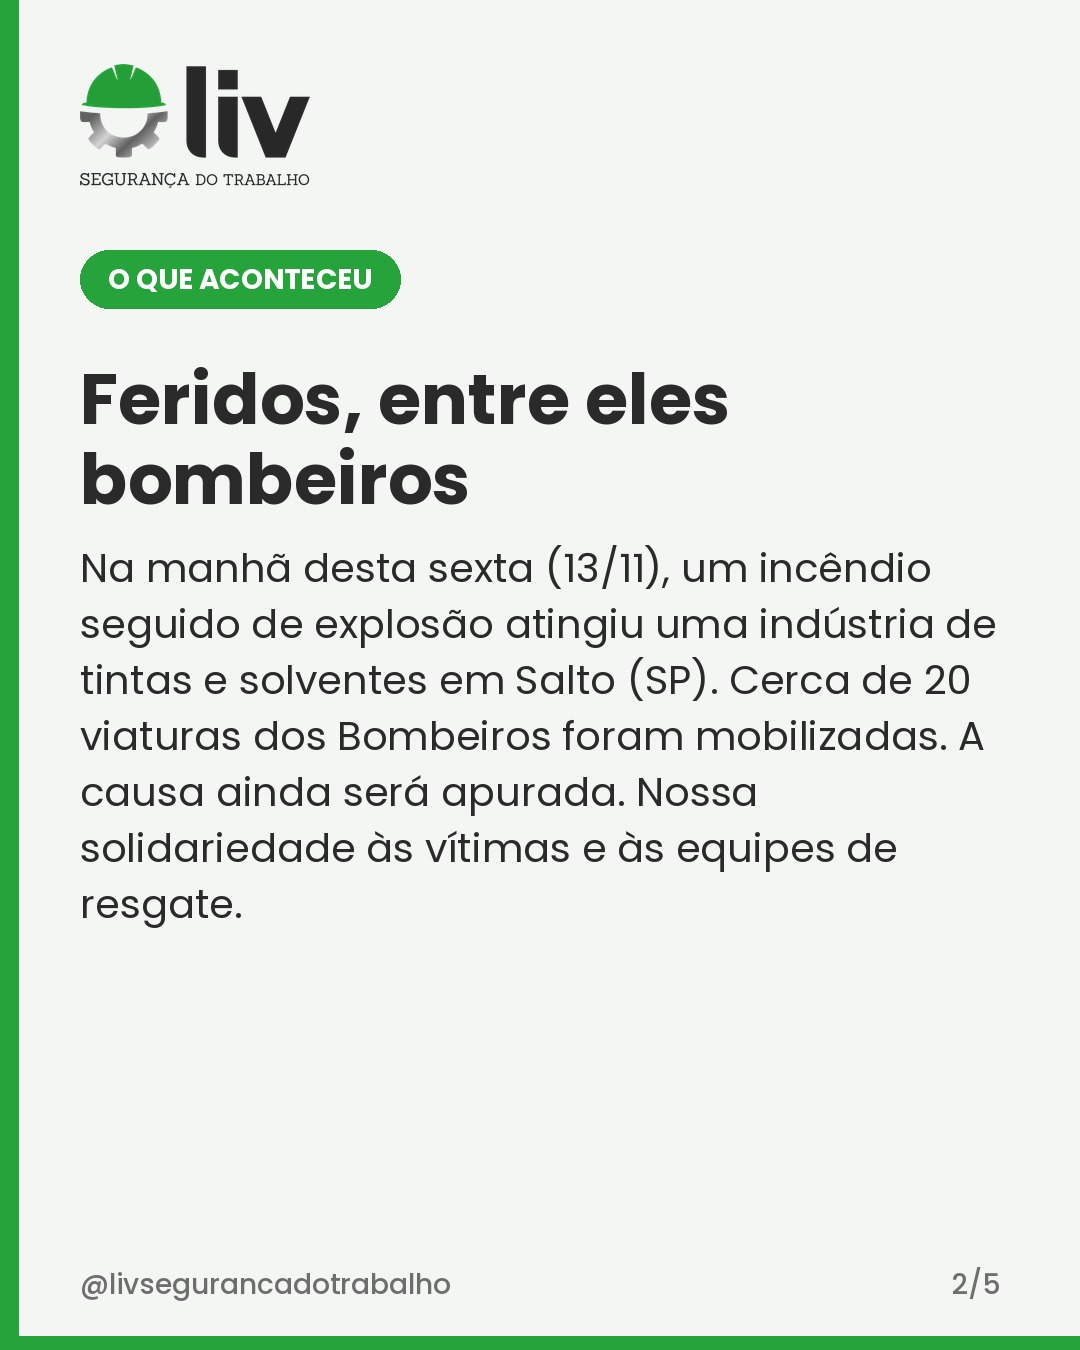 liv
SEGURANÇA DO TRABALHO
O QUE ACONTECEU
Feridos, entre eles
bombeiros
Na manhã desta sexta (13/11), um incêndio
seguido de explosão atingiu uma indústria de
tintas e solventes em Salto (SP). Cerca de 20
viaturas dos Bombeiros foram mobilizadas. A
causa ainda será apurada. Nossa
solidariedade às vítimas e às equipes de
resgate.
@livsegurancadotrabalho
2/5